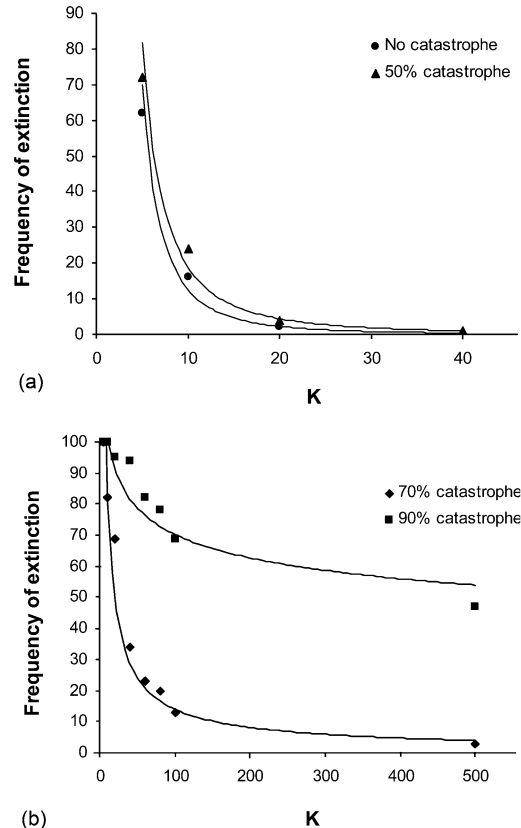 90
80
70
60
50
40
30
20
10
0
Frequency of extinction
No catastrophe
50% catastrophe
0 10 20 30 40
K
(a)
100
90
80
70
60
50
40
30
20
10
0
Frequency of extinction
70% catastrophe
90% catastrophe
0 100 200 300 400 500
K
(b)